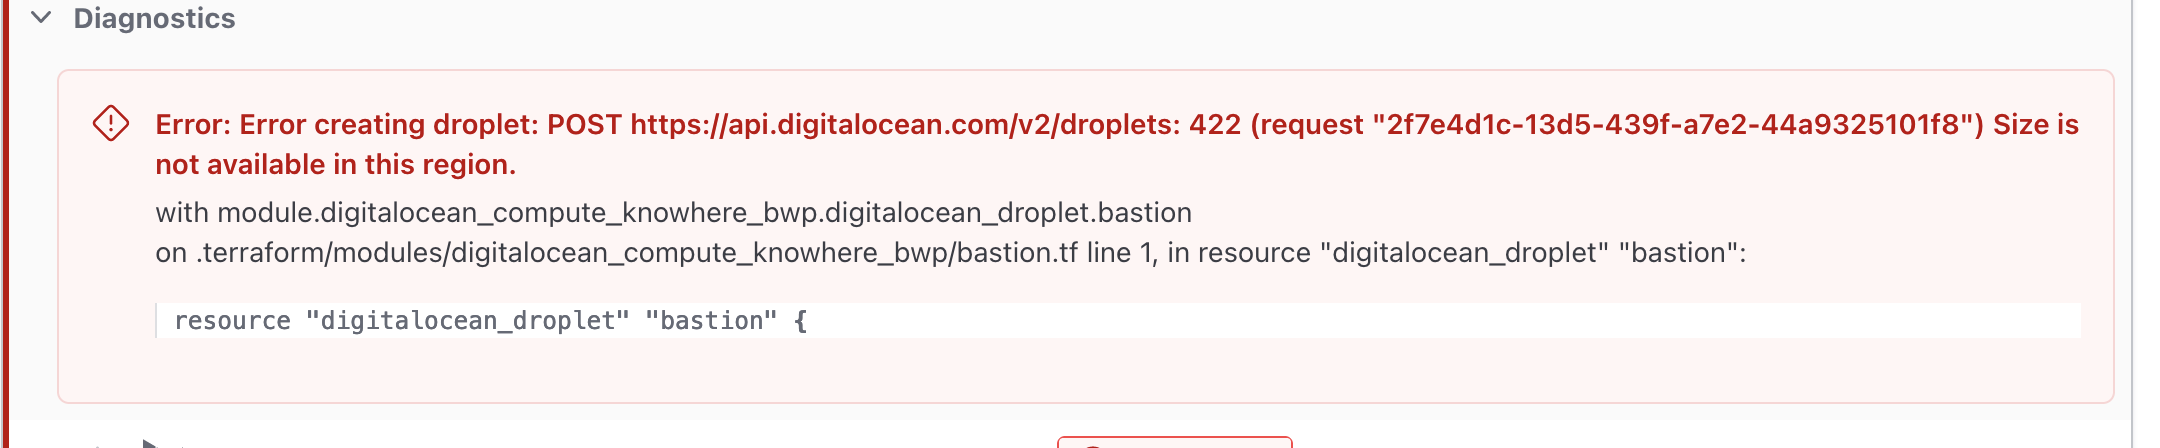 Diagnostics
Error: Error creating droplet: POST https://api.digitalocean.com/v2/droplets: 422 (request "2f7e4d1c-13d5-439f-a7e2-44a9325101f8") Size is
not available in this region.
with module.digitalocean_compute_knowhere_bwp.digitalocean_droplet.bastion
on .terraform/modules/digitalocean_compute_knowhere_bwp/bastion.tf line 1, in resource "digitalocean_droplet" "bastion":
resource "digitalocean_droplet" "bastion" {